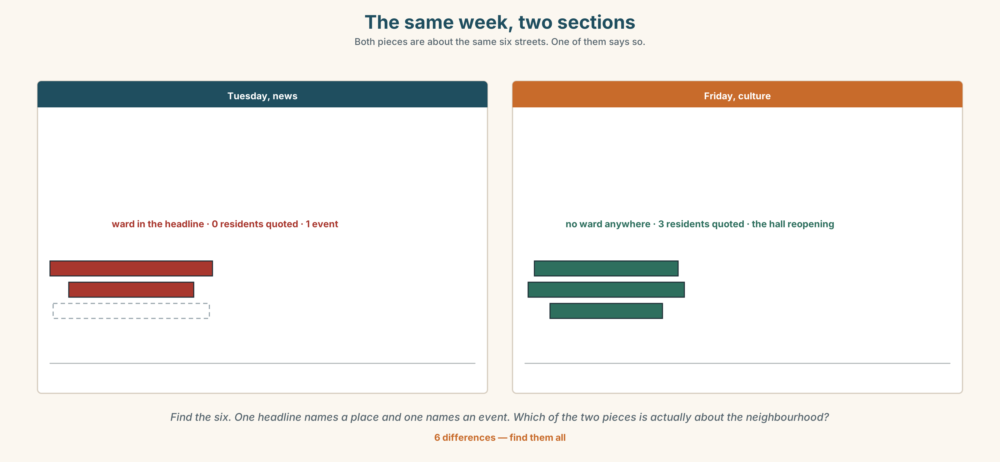 The same week, two sections
Both pieces are about the same six streets. One of them says so.
Tuesday, news
ward in the headline · 0 residents quoted · 1 event
Friday, culture
no ward anywhere · 3 residents quoted · the hall reopening
Find the six. One headline names a place and one names an event. Which of the two pieces is actually about the neighbourhood?
6 differences — find them all